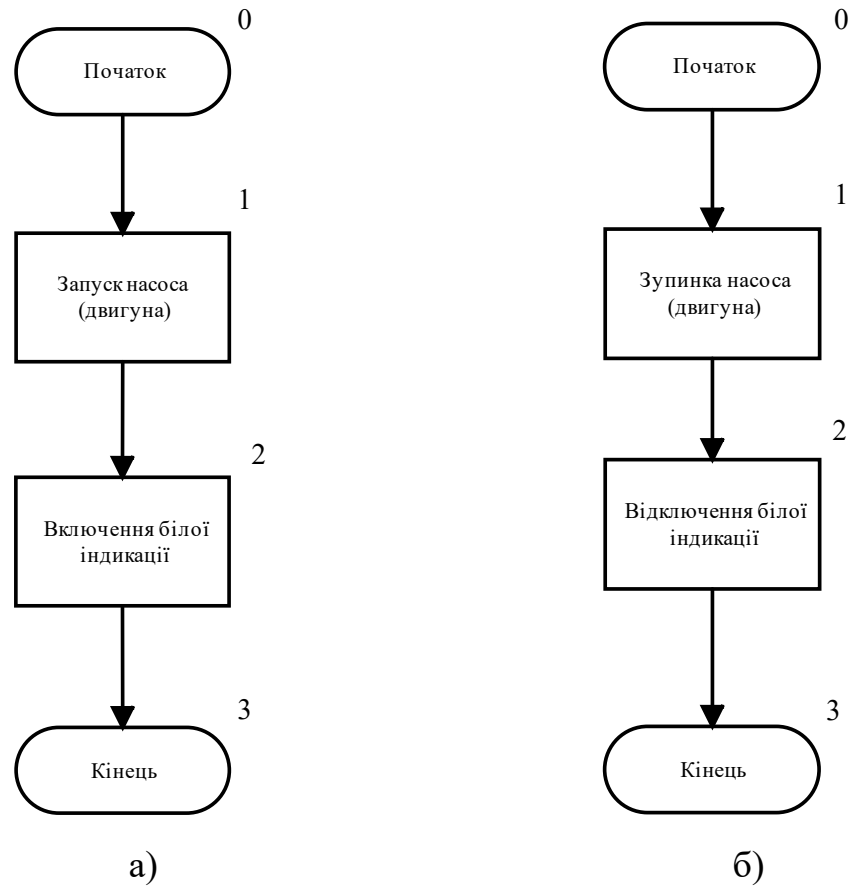 0
Початок
1
Запуск насоса
(двигуна)
2
Включення білої
індикації
3
Кінець
а)
0
Початок
1
Зупинка насоса
(двигуна)
2
Відключення білої
індикації
3
Кінець
б)